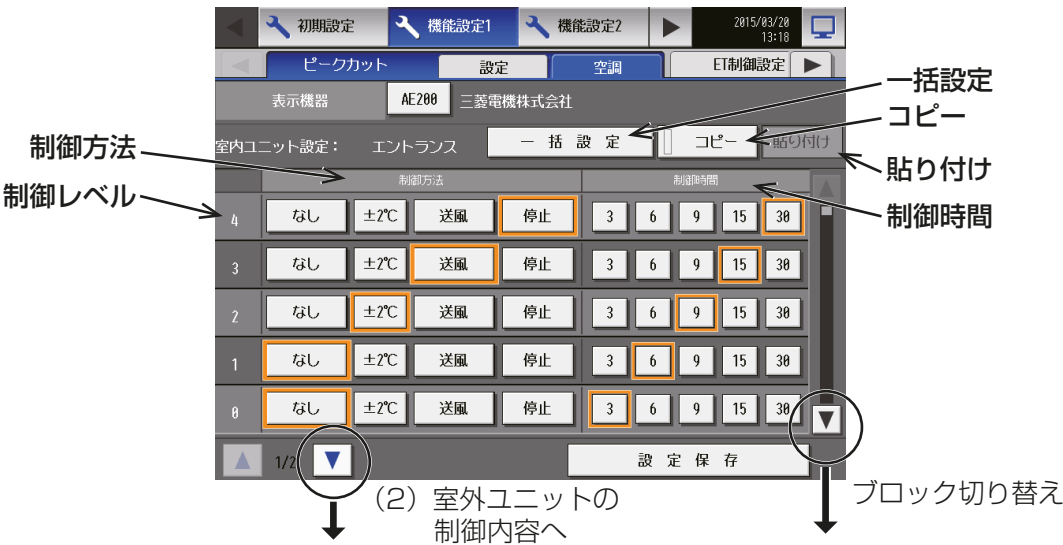 初期設定 機能設定1 機能設定2 2015/03/20 13:18
ピークカット 設定 空調 ET制御設定
表示機器 AE200 三菱電機株式会社
室内ユニット設定： エントランス 一 括 設 定 コピー 貼り付け
制御方法 制御時間
4 なし ±2℃ 送風 停止 3 6 9 15 30
3 なし ±2℃ 送風 停止 3 6 9 15 30
2 なし ±2℃ 送風 停止 3 6 9 15 30
1 なし ±2℃ 送風 停止 3 6 9 15 30
0 なし ±2℃ 送風 停止 3 6 9 15 30
1/2 設 定 保 存
制御方法
制御レベル
一括設定
コピー
貼り付け
制御時間
（2）室外ユニットの
制御内容へ
ブロック切り替え